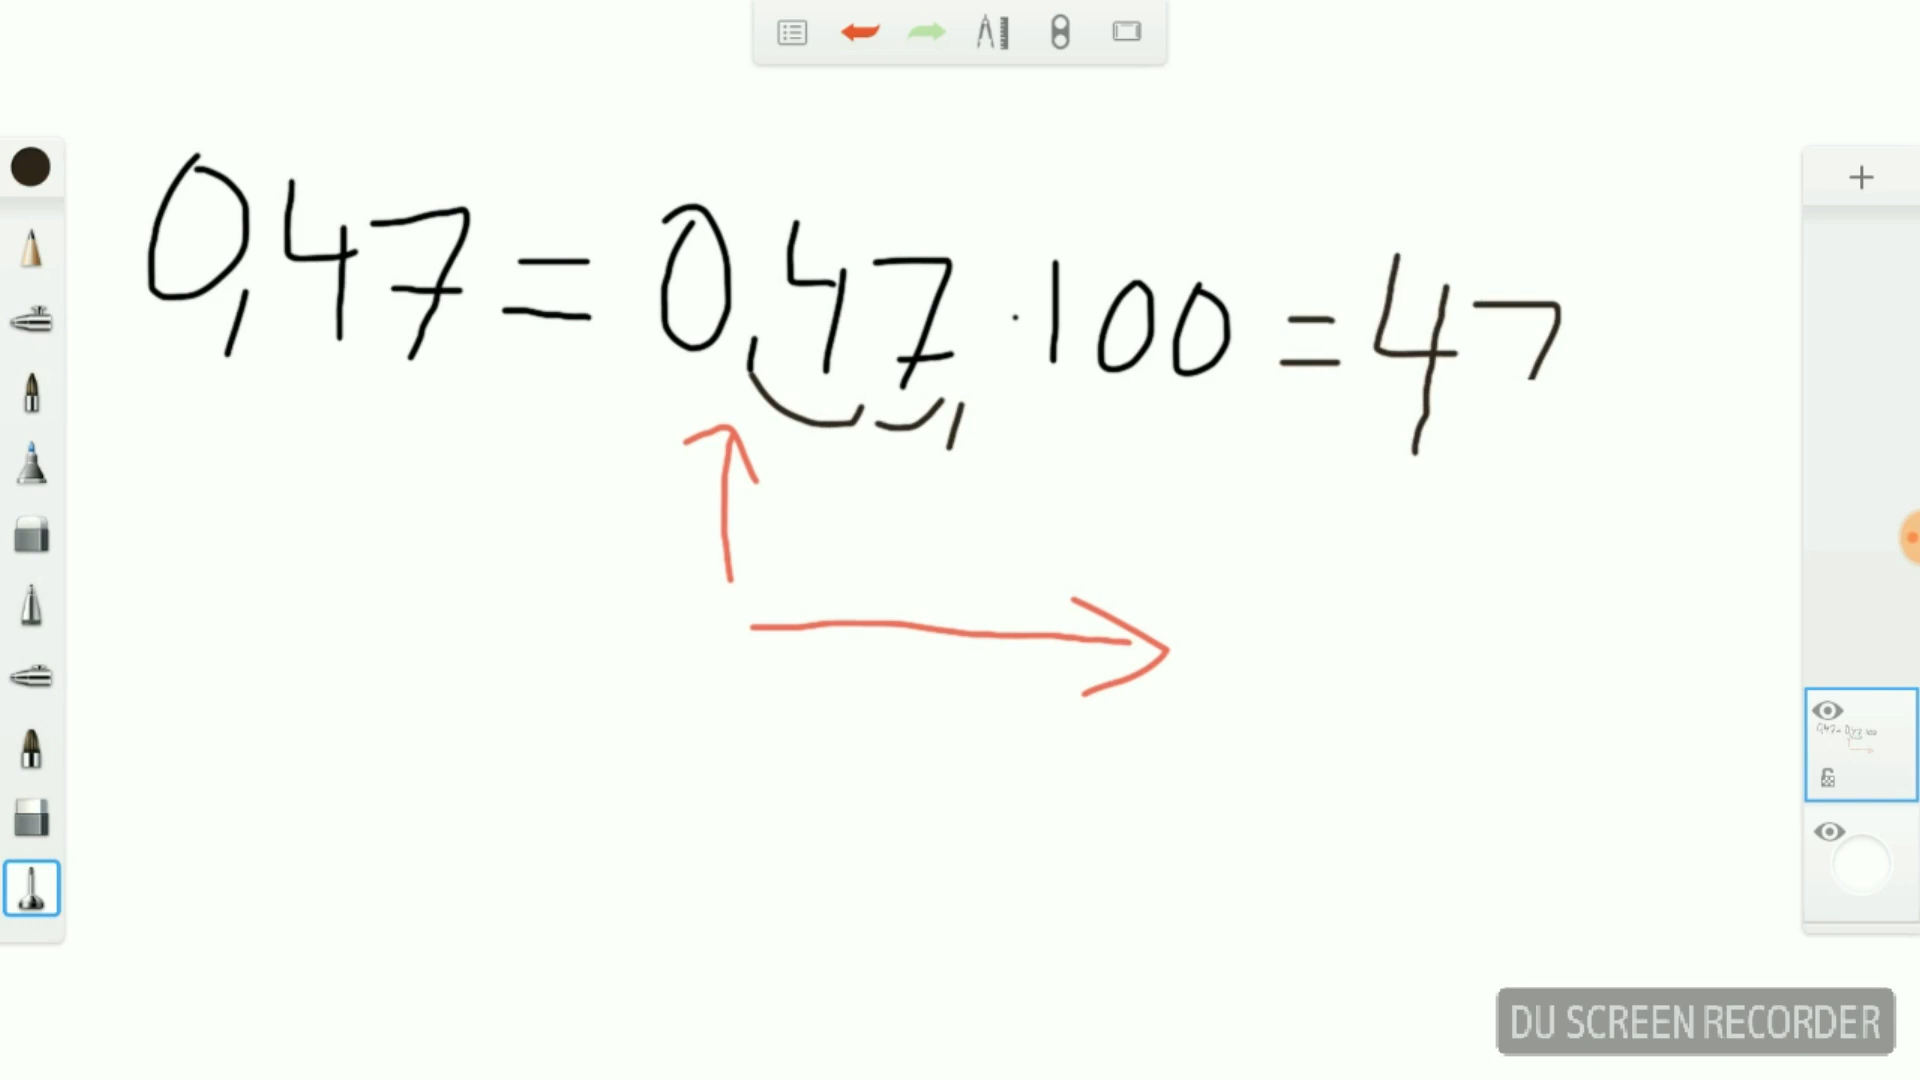 0,47 = 0,47 · 100 = 47
DU SCREEN RECORDER